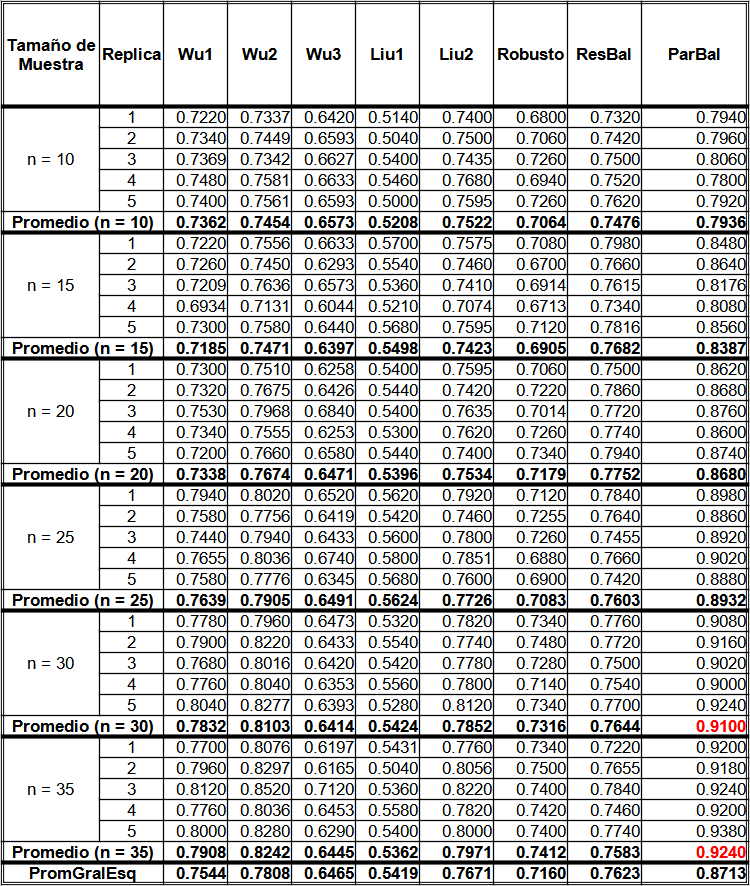 Tamaño de Muestra Replica Wu1 Wu2 Wu3 Liu1 Liu2 Robusto ResBal ParBal
n = 10 1 0.7220 0.7337 0.6420 0.5140 0.7400 0.6800 0.7320 0.7940
2 0.7340 0.7449 0.6593 0.5040 0.7500 0.7060 0.7420 0.7960
3 0.7369 0.7342 0.6627 0.5400 0.7435 0.7260 0.7500 0.8060
4 0.7480 0.7581 0.6633 0.5460 0.7680 0.6940 0.7520 0.7800
5 0.7400 0.7561 0.6593 0.5000 0.7595 0.7260 0.7620 0.7920
Promedio (n = 10) 0.7362 0.7454 0.6573 0.5208 0.7522 0.7064 0.7476 0.7936
n = 15 1 0.7220 0.7556 0.6633 0.5700 0.7575 0.7080 0.7980 0.8480
2 0.7260 0.7450 0.6293 0.5540 0.7460 0.6700 0.7660 0.8640
3 0.7209 0.7636 0.6573 0.5360 0.7410 0.6914 0.7615 0.8176
4 0.6934 0.7131 0.6044 0.5210 0.7074 0.6713 0.7340 0.8080
5 0.7300 0.7580 0.6440 0.5680 0.7595 0.7120 0.7816 0.8560
Promedio (n = 15) 0.7185 0.7471 0.6397 0.5498 0.7423 0.6905 0.7682 0.8387
n = 20 1 0.7300 0.7510 0.6258 0.5400 0.7595 0.7060 0.7500 0.8620
2 0.7320 0.7675 0.6426 0.5440 0.7420 0.7220 0.7860 0.8680
3 0.7530 0.7968 0.6840 0.5400 0.7635 0.7014 0.7720 0.8760
4 0.7340 0.7555 0.6253 0.5300 0.7620 0.7260 0.7740 0.8600
5 0.7200 0.7660 0.6580 0.5440 0.7400 0.7340 0.7940 0.8740
Promedio (n = 20) 0.7338 0.7674 0.6471 0.5396 0.7534 0.7179 0.7752 0.8680
n = 25 1 0.7940 0.8020 0.6520 0.5620 0.7920 0.7120 0.7840 0.8980
2 0.7580 0.7756 0.6419 0.5420 0.7460 0.7255 0.7640 0.8860
3 0.7440 0.7940 0.6433 0.5600 0.7800 0.7260 0.7455 0.8920
4 0.7655 0.8036 0.6740 0.5800 0.7851 0.6880 0.7660 0.9020
5 0.7580 0.7776 0.6345 0.5680 0.7600 0.6900 0.7420 0.8880
Promedio (n = 25) 0.7639 0.7905 0.6491 0.5624 0.7726 0.7083 0.7603 0.8932
n = 30 1 0.7780 0.7960 0.6473 0.5320 0.7820 0.7340 0.7760 0.9080
2 0.7900 0.8220 0.6433 0.5540 0.7740 0.7480 0.7720 0.9160
3 0.7680 0.8016 0.6420 0.5420 0.7780 0.7280 0.7500 0.9020
4 0.7760 0.8040 0.6353 0.5560 0.7800 0.7140 0.7540 0.9000
5 0.8040 0.8277 0.6393 0.5280 0.8120 0.7340 0.7700 0.9240
Promedio (n = 30) 0.7832 0.8103 0.6414 0.5424 0.7852 0.7316 0.7644 0.9100
n = 35 1 0.7700 0.8076 0.6197 0.5431 0.7760 0.7340 0.7220 0.9200
2 0.7960 0.8297 0.6165 0.5040 0.8056 0.7500 0.7655 0.9180
3 0.8120 0.8520 0.7120 0.5360 0.8220 0.7400 0.7840 0.9240
4 0.7760 0.8036 0.6453 0.5580 0.7820 0.7420 0.7460 0.9200
5 0.8000 0.8280 0.6290 0.5400 0.8000 0.7400 0.7740 0.9380
Promedio (n = 35) 0.7908 0.8242 0.6445 0.5362 0.7971 0.7412 0.7583 0.9240
PromGralEsq 0.7544 0.7808 0.6465 0.5419 0.7671 0.7160 0.7623 0.8713